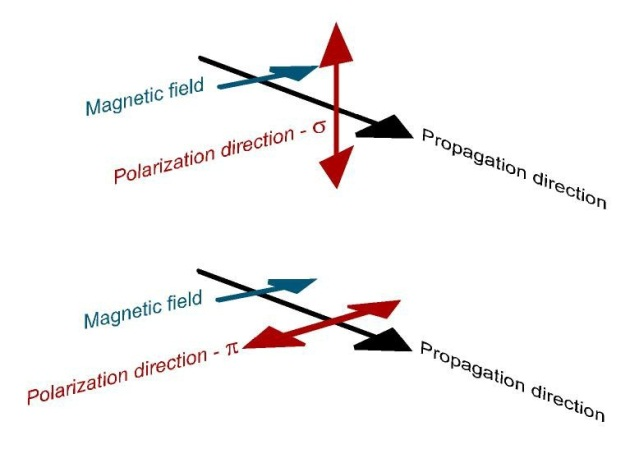 Magnetic field
Polarization direction - σ
Propagation direction
Magnetic field
Polarization direction - π
Propagation direction